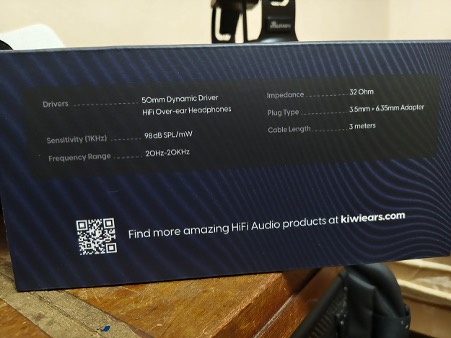 Drivers ............ 50mm Dynamic Driver
HiFi Over-ear Headphones
Sensitivity (1KHz) ............ 98dB SPL/mW
Frequency Range ............ 20Hz-20KHz
Impedance ............ 32 Ohm
Plug Type ............ 3.5mm + 6.35mm Adapter
Cable Length ............ 3 meters
Find more amazing HiFi Audio products at kiwiears.com